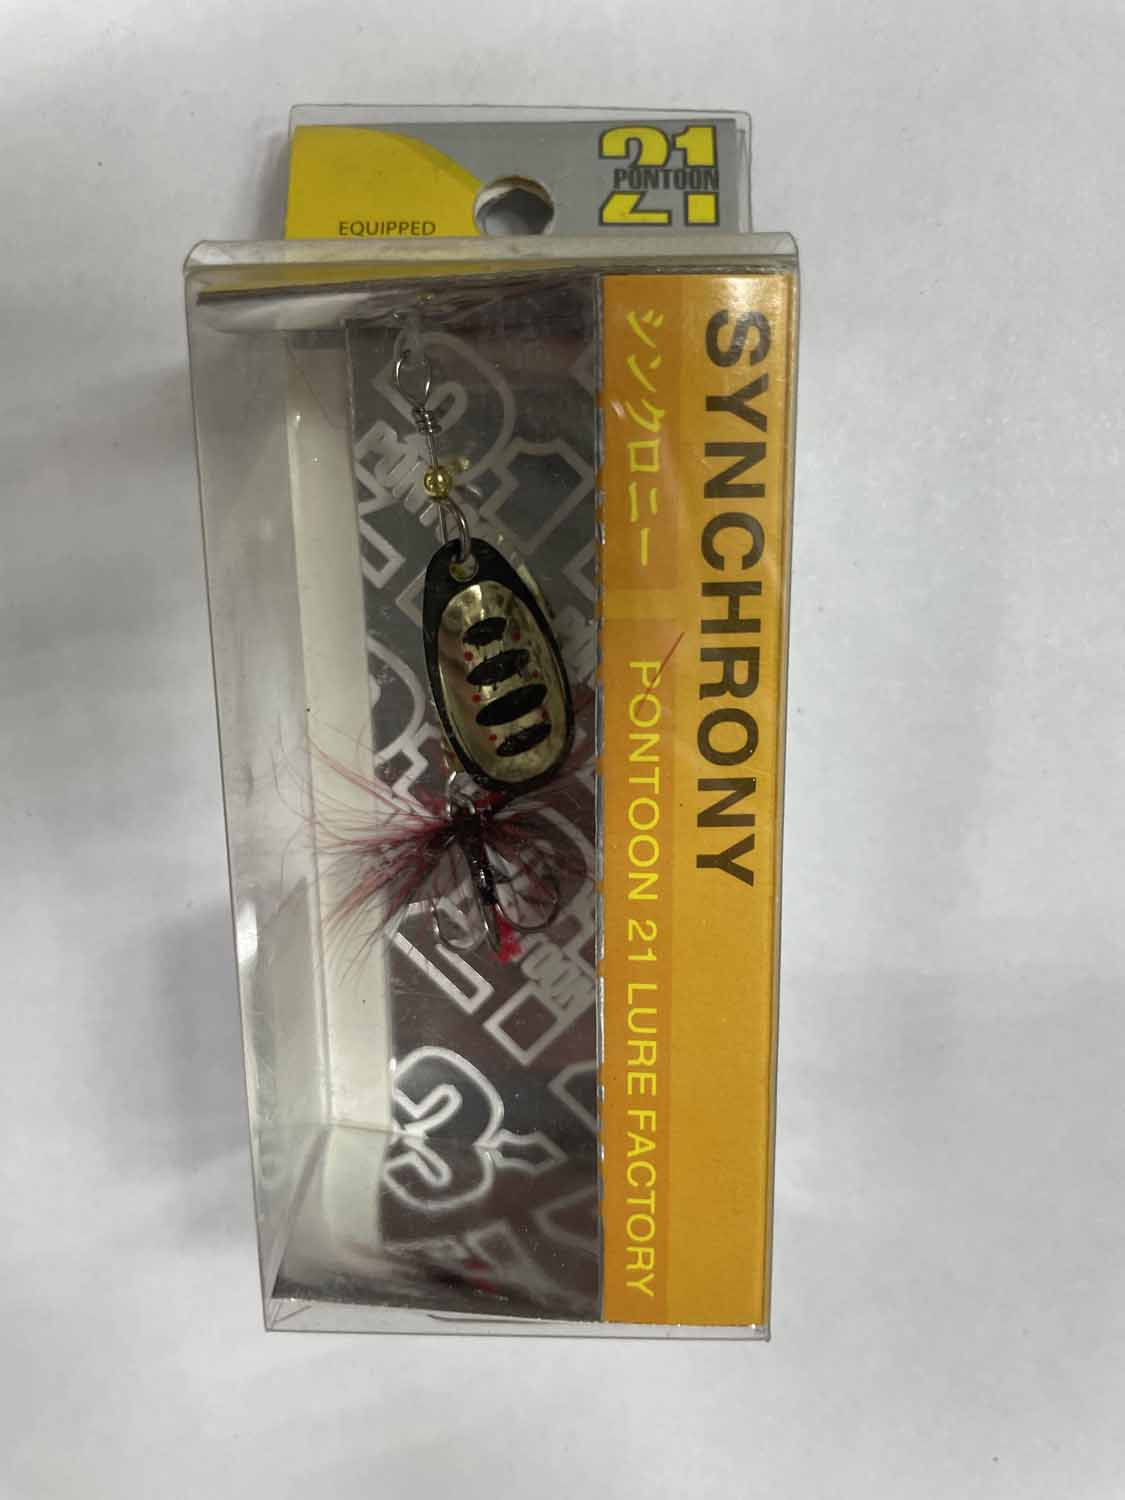 21
PONTOON
EQUIPPED
SYNCHRONY
シンクロニー
PONTOON 21 LURE FACTORY